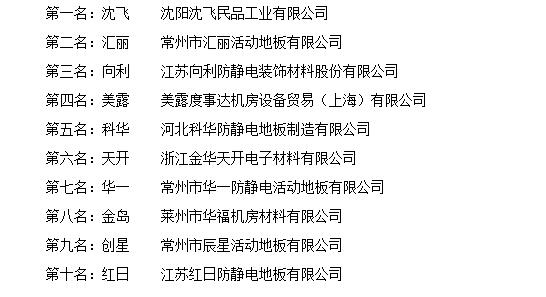 第一名：沈飞 沈阳沈飞民品工业有限公司
第二名：汇丽 常州市汇丽活动地板有限公司
第三名：向利 江苏向利防静电装饰材料股份有限公司
第四名：美露 美露度事达机房设备贸易（上海）有限公司
第五名：科华 河北科华防静电地板制造有限公司
第六名：天开 浙江金华天开电子材料有限公司
第七名：华一 常州市华一防静电活动地板有限公司
第八名：金岛 莱州市华福机房材料有限公司
第九名：创星 常州市辰星活动地板有限公司
第十名：红日 江苏红日防静电地板有限公司